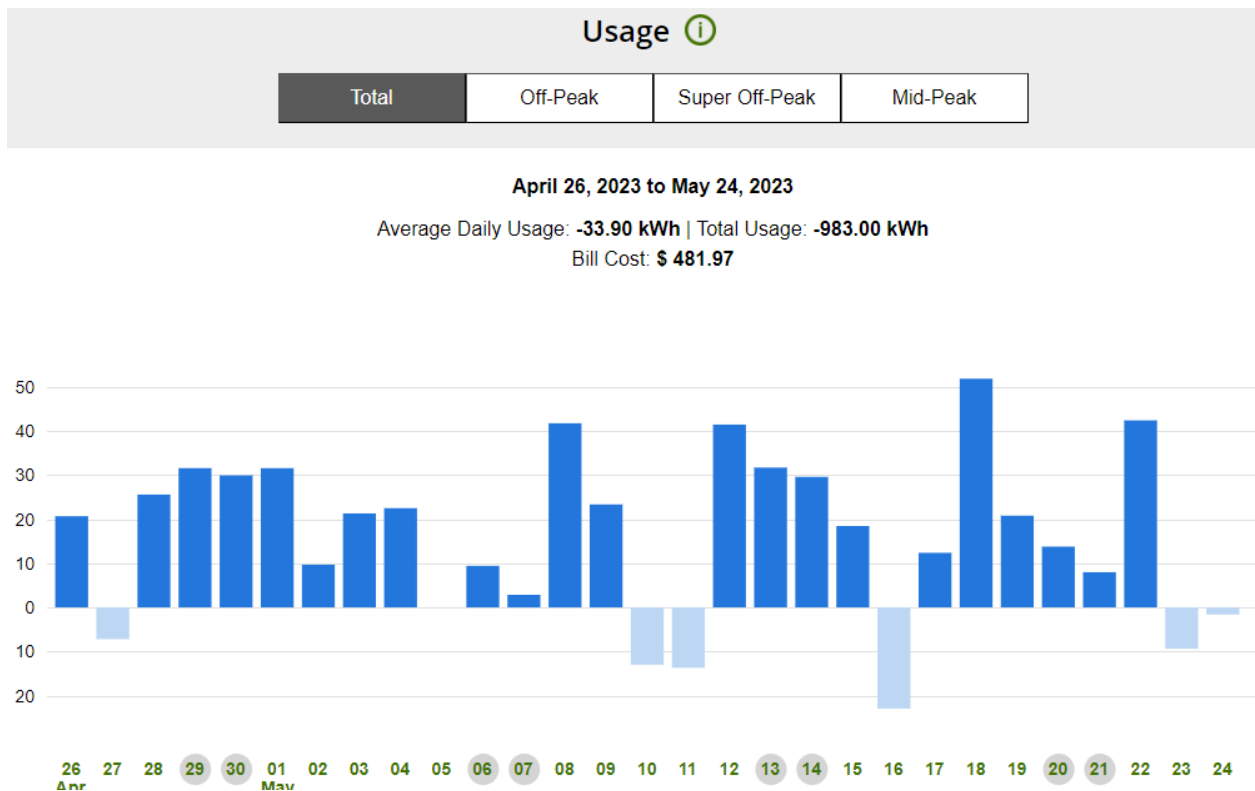 Usage
Total Off-Peak Super Off-Peak Mid-Peak
April 26, 2023 to May 24, 2023
Average Daily Usage: -33.90 kWh | Total Usage: -983.00 kWh
Bill Cost: $ 481.97
50
40
30
20
10
0
10
20
26 27 28 29 30 01 02 03 04 05 06 07 08 09 10 11 12 13 14 15 16 17 18 19 20 21 22 23 24
Apr May